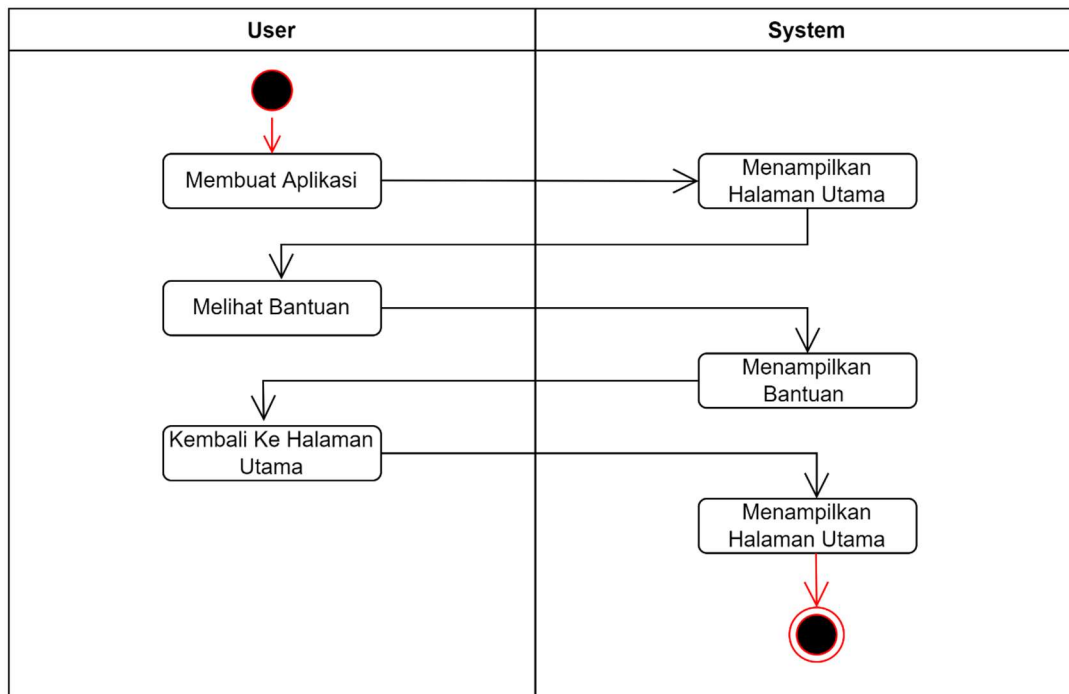 User
System
Membuat Aplikasi
Menampilkan
Halaman Utama
Melihat Bantuan
Menampilkan
Bantuan
Kembali Ke Halaman
Utama
Menampilkan
Halaman Utama